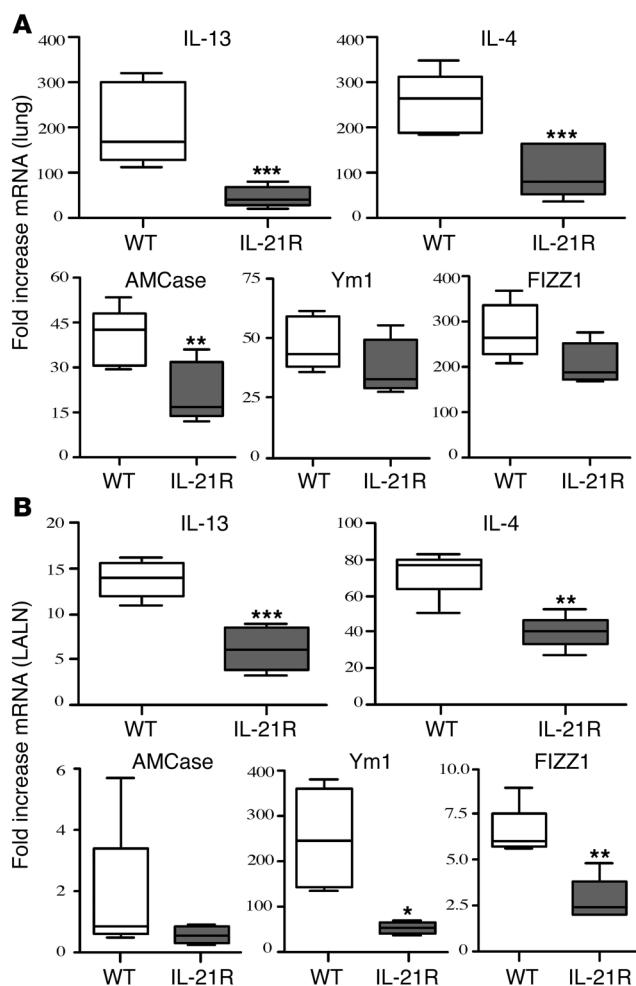 A
Fold increase mRNA (lung)
IL-13
400
300
200
100
0
***
WT
IL-21R
IL-4
400
300
200
100
0
***
WT
IL-21R
AMCase
60
45
30
15
0
**
WT
IL-21R
Ym1
75
50
25
0
WT
IL-21R
FIZZ1
400
300
200
100
0
WT
IL-21R
B
Fold increase mRNA (LALN)
IL-13
20
15
10
5
0
***
WT
IL-21R
IL-4
100
80
60
40
20
0
**
WT
IL-21R
AMCase
6
4
2
0
WT
IL-21R
Ym1
400
300
200
100
0
*
WT
IL-21R
FIZZ1
10.0
7.5
5.0
2.5
0
**
WT
IL-21R